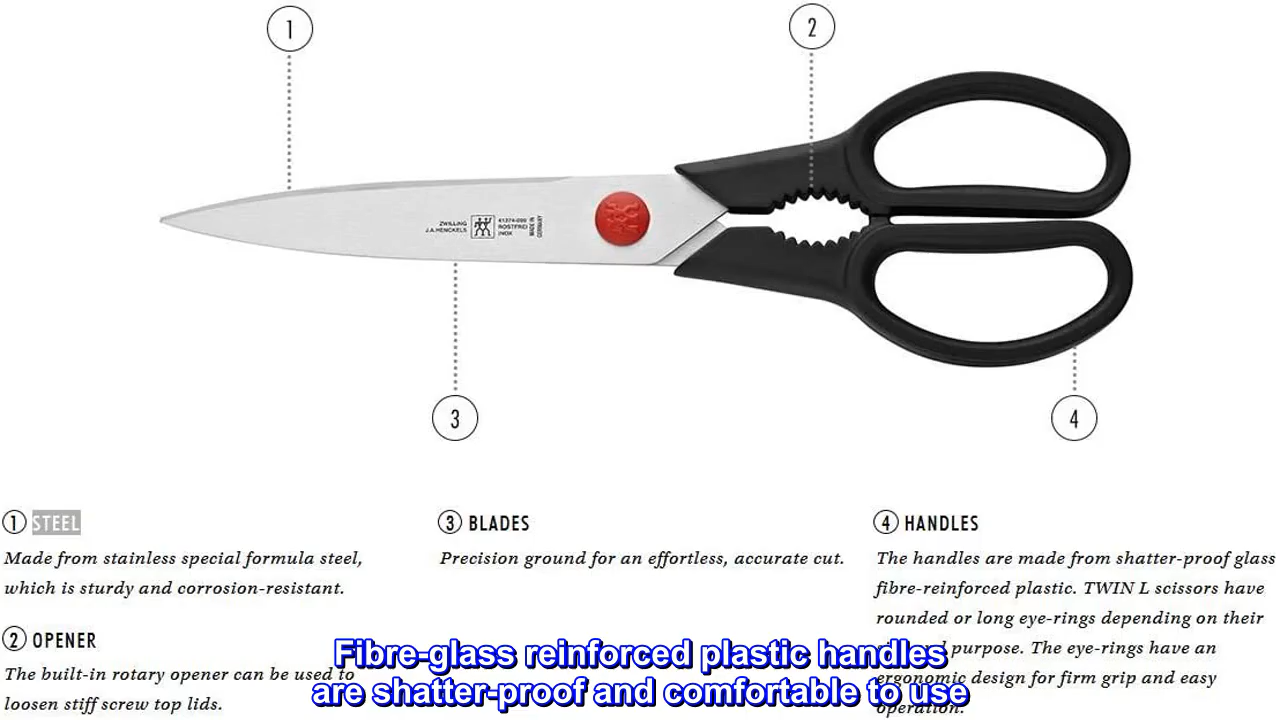 1
2
ZWILLING
J.A.HENCKELS
41374-000
ROSTFREI
INOX
MADE IN
GERMANY
3
4
1 STEEL
Made from stainless special formula steel,
which is sturdy and corrosion-resistant.
2 OPENER
The built-in rotary opener can be used to
loosen stiff screw top lids.
3 BLADES
Precision ground for an effortless, accurate cut.
4 HANDLES
The handles are made from shatter-proof glass
fibre-reinforced plastic. TWIN L scissors have
rounded or long eye-rings depending on their
purpose. The eye-rings have an
ergonomic design for firm grip and easy
operation.
Fibre-glass reinforced plastic handles
are shatter-proof and comfortable to use